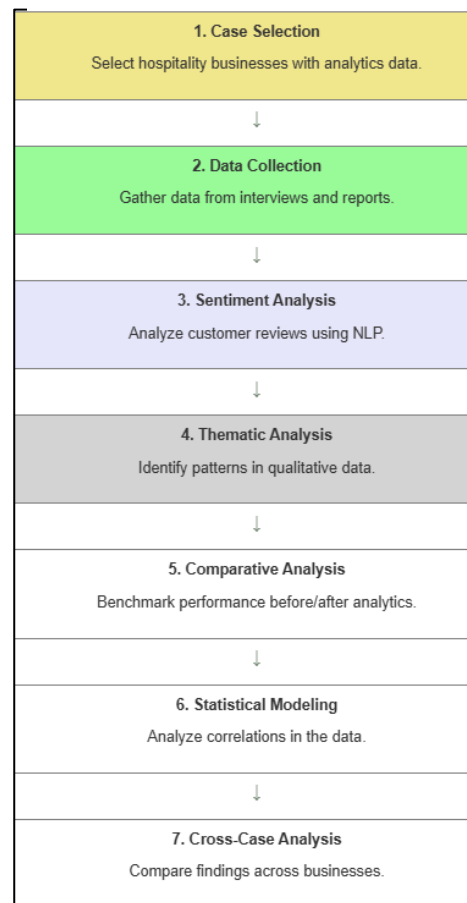 1. Case Selection
Select hospitality businesses with analytics data.
↓
2. Data Collection
Gather data from interviews and reports.
↓
3. Sentiment Analysis
Analyze customer reviews using NLP.
↓
4. Thematic Analysis
Identify patterns in qualitative data.
↓
5. Comparative Analysis
Benchmark performance before/after analytics.
↓
6. Statistical Modeling
Analyze correlations in the data.
↓
7. Cross-Case Analysis
Compare findings across businesses.